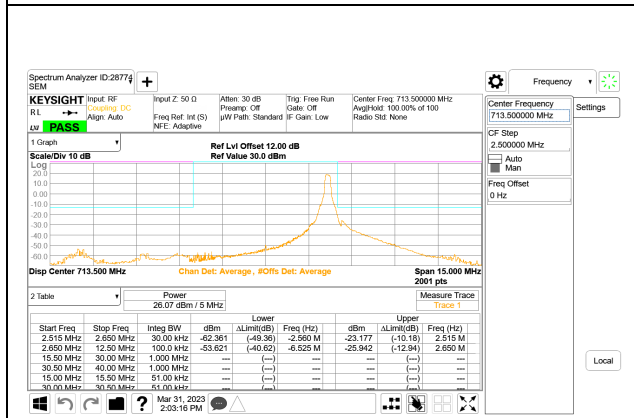 Spectrum Analyzer ID:28774
SEM
Frequency
KEYSIGHT
Input: RF
Coupling: DC
Align: Auto
Input Z: 50 Ω
Freq Ref: Int (S)
NFE: Adaptive
Atten: 30 dB
Preamp: Off
µW Path: Standard
Trig: Free Run
Gate: Off
IF Gain: Low
Center Freq: 713.500000 MHz
Avg|Hold: 100.00% of 100
Radio Std: None
R L
LXI PASS
Center Frequency
713.500000 MHz
Settings
CF Step
2.500000 MHz
Auto
Man
Freq Offset
0 Hz
1 Graph
Scale/Div 10 dB
Ref Lvl Offset 12.00 dB
Ref Value 30.0 dBm
Log
20.0
10.0
0.00
-10.0
-20.0
-30.0
-40.0
-50.0
-60.0
Disp Center 713.500 MHz
Chan Det: Average, #Offs Det: Average
Span 15.000 MHz
2001 pts
2 Table
Power
26.07 dBm / 5 MHz
Measure Trace
Trace 1
Lower Upper
Start Freq Stop Freq Integ BW dBm ΔLimit(dB) Freq (Hz) dBm ΔLimit(dB) Freq (Hz)
2.515 MHz 2.650 MHz 30.00 kHz -62.361 (-49.36) -2.560 M -23.177 (-10.18) 2.515 M
2.650 MHz 12.50 MHz 100.0 kHz -53.621 (-40.62) -6.525 M -25.942 (-12.94) 2.650 M
15.50 MHz 30.00 MHz 1.000 MHz --- (---) --- --- (---) ---
30.50 MHz 40.00 MHz 1.000 MHz --- (---) --- --- (---) ---
15.00 MHz 15.50 MHz 51.00 kHz --- (---) --- --- (---) ---
30.00 MHz 30.50 MHz 51.00 kHz --- (---) --- --- (---) ---
Local
Mar 31, 2023
2:03:16 PM